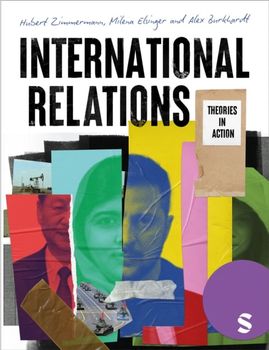 Hubert Zimmermann, Milena Elsinger and Alex Burkhardt
INTERNATIONAL
RELATIONS
THEORIES
IN
ACTION
S